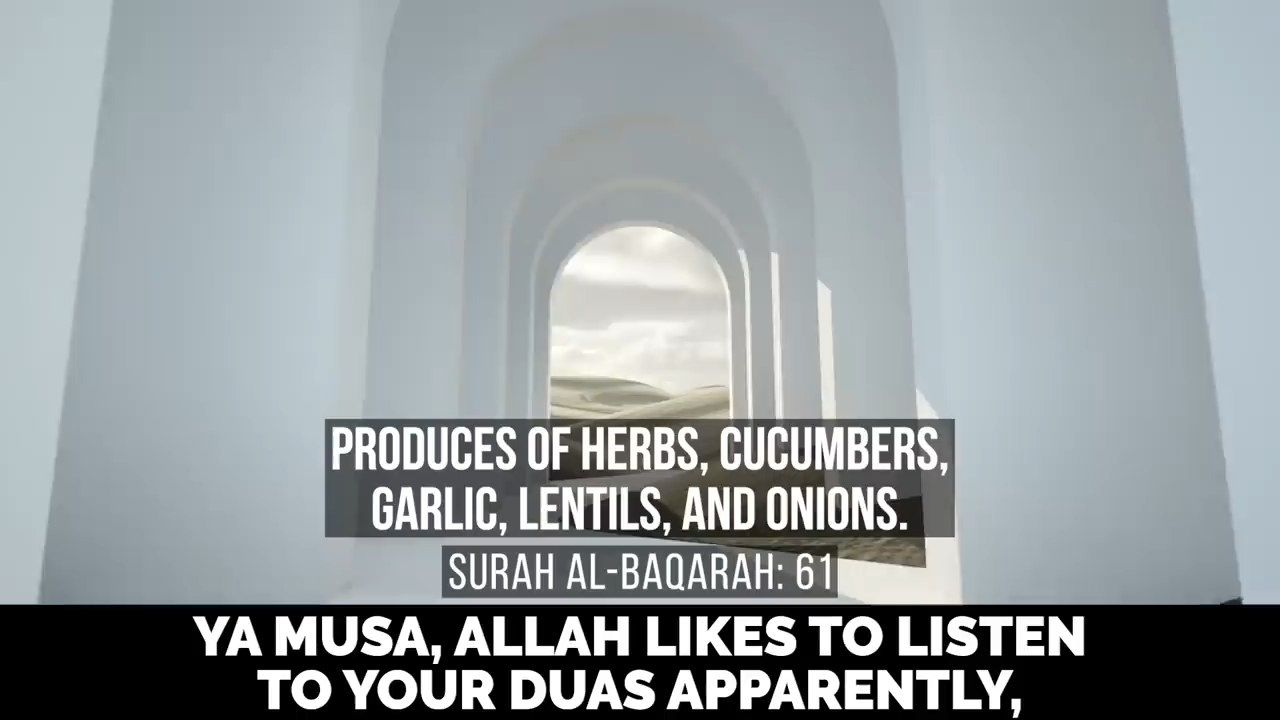 PRODUCES OF HERBS, CUCUMBERS,
GARLIC, LENTILS, AND ONIONS.
SURAH AL-BAQARAH: 61
YA MUSA, ALLAH LIKES TO LISTEN
TO YOUR DUAS APPARENTLY,